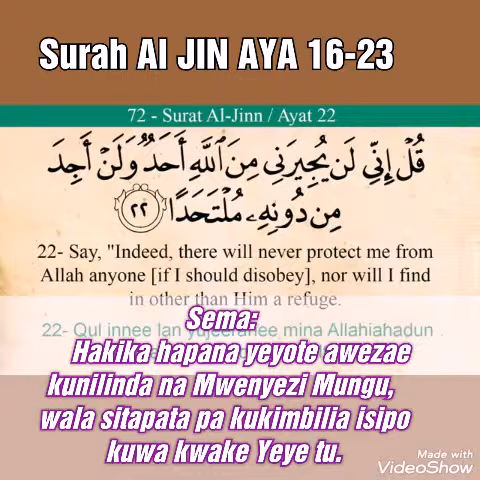 Surah Al JIN AYA 16-23
72 - Surat Al-Jinn / Ayat 22
قُلْ إِنِّي لَن يُجِيرَنِي مِنَ ٱللَّهِ أَحَدٌ وَلَنْ أَجِدَ
مِن دُونِهِۦ مُلْتَحَدًا ٢٢
22- Say, "Indeed, there will never protect me from
Allah anyone [if I should disobey], nor will I find
in other than Him a refuge.
Sema:
22- Qul innee lan yujeeranee mina Allahiahadun
Hakika hapana yeyote awezae
kunilinda na Mwenyezi Mungu,
wala sitapata pa kukimbilia isipo
kuwa kwake Yeye tu.
Made with
VideoShow